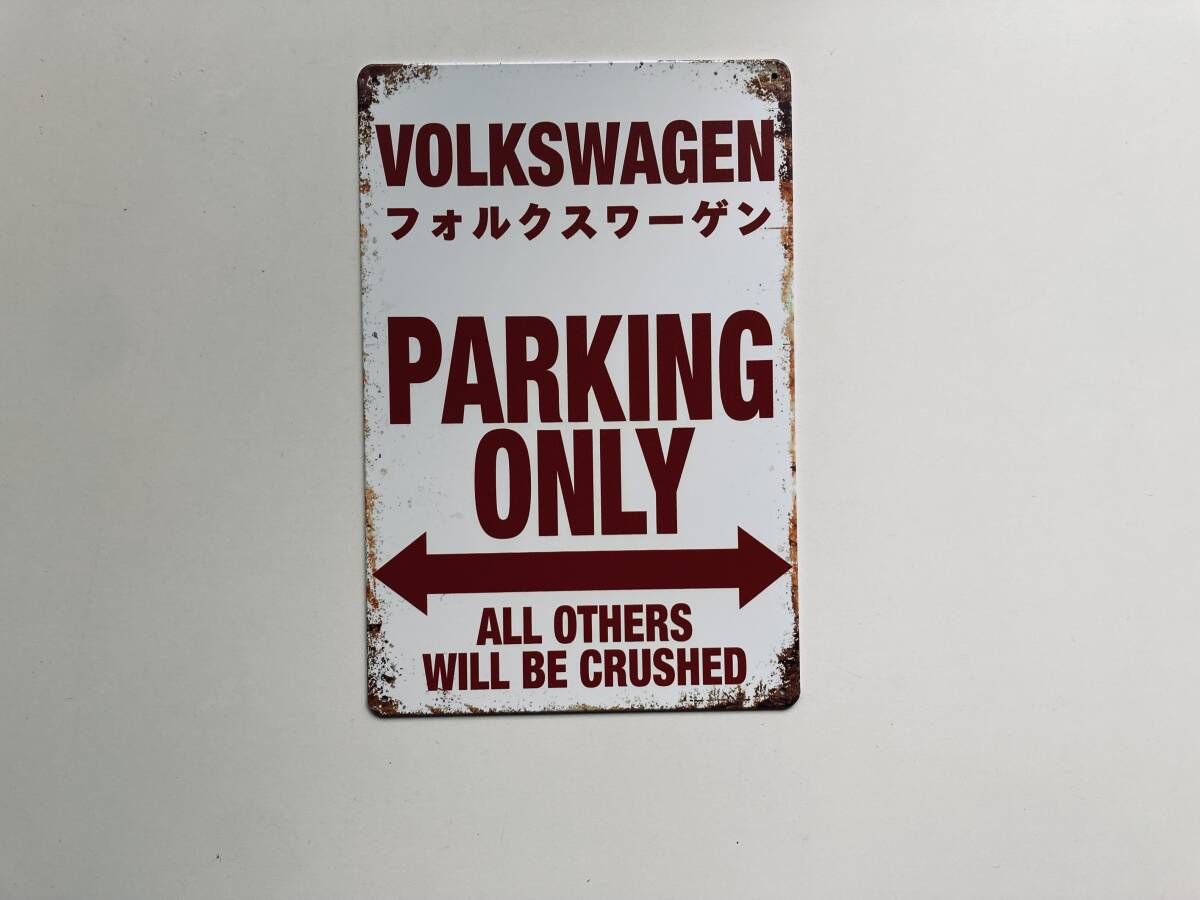 VOLKSWAGEN
フォルクスワーゲン
PARKING
ONLY
ALL OTHERS
WILL BE CRUSHED